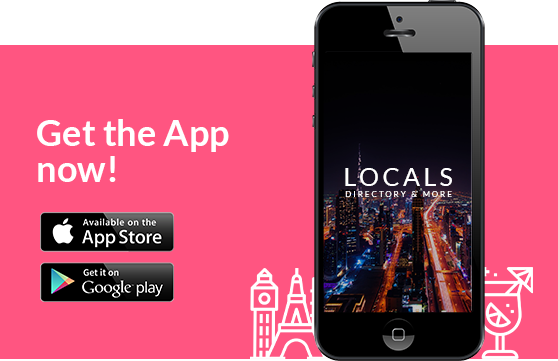 Get the App
now!
Available on the
App Store
Get it on
Google play
LOCALS
DIRECTORY & MORE